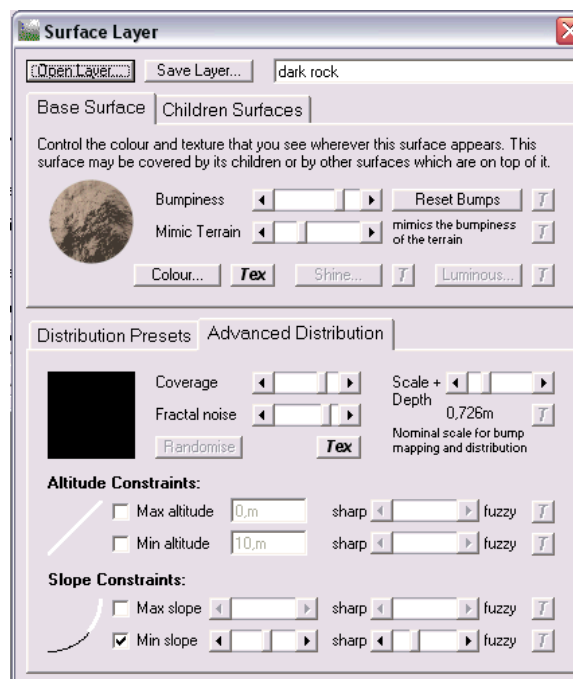 Surface Layer
Open Layer... Save Layer... dark rock
Base Surface Children Surfaces
Control the colour and texture that you see wherever this surface appears. This
surface may be covered by its children or by other surfaces which are on top of it.
Bumpiness Reset Bumps T
Mimic Terrain mimics the bumpiness T
of the terrain
Colour... Tex Shine... T Luminous... T
Distribution Presets Advanced Distribution
Coverage Scale +
Depth
Fractal noise 0,726m T
Randomise Tex Nominal scale for bump
mapping and distribution
Altitude Constraints:
Max altitude 0,m sharp fuzzy T
Min altitude 10,m sharp fuzzy T
Slope Constraints:
Max slope sharp fuzzy T
Min slope sharp fuzzy T